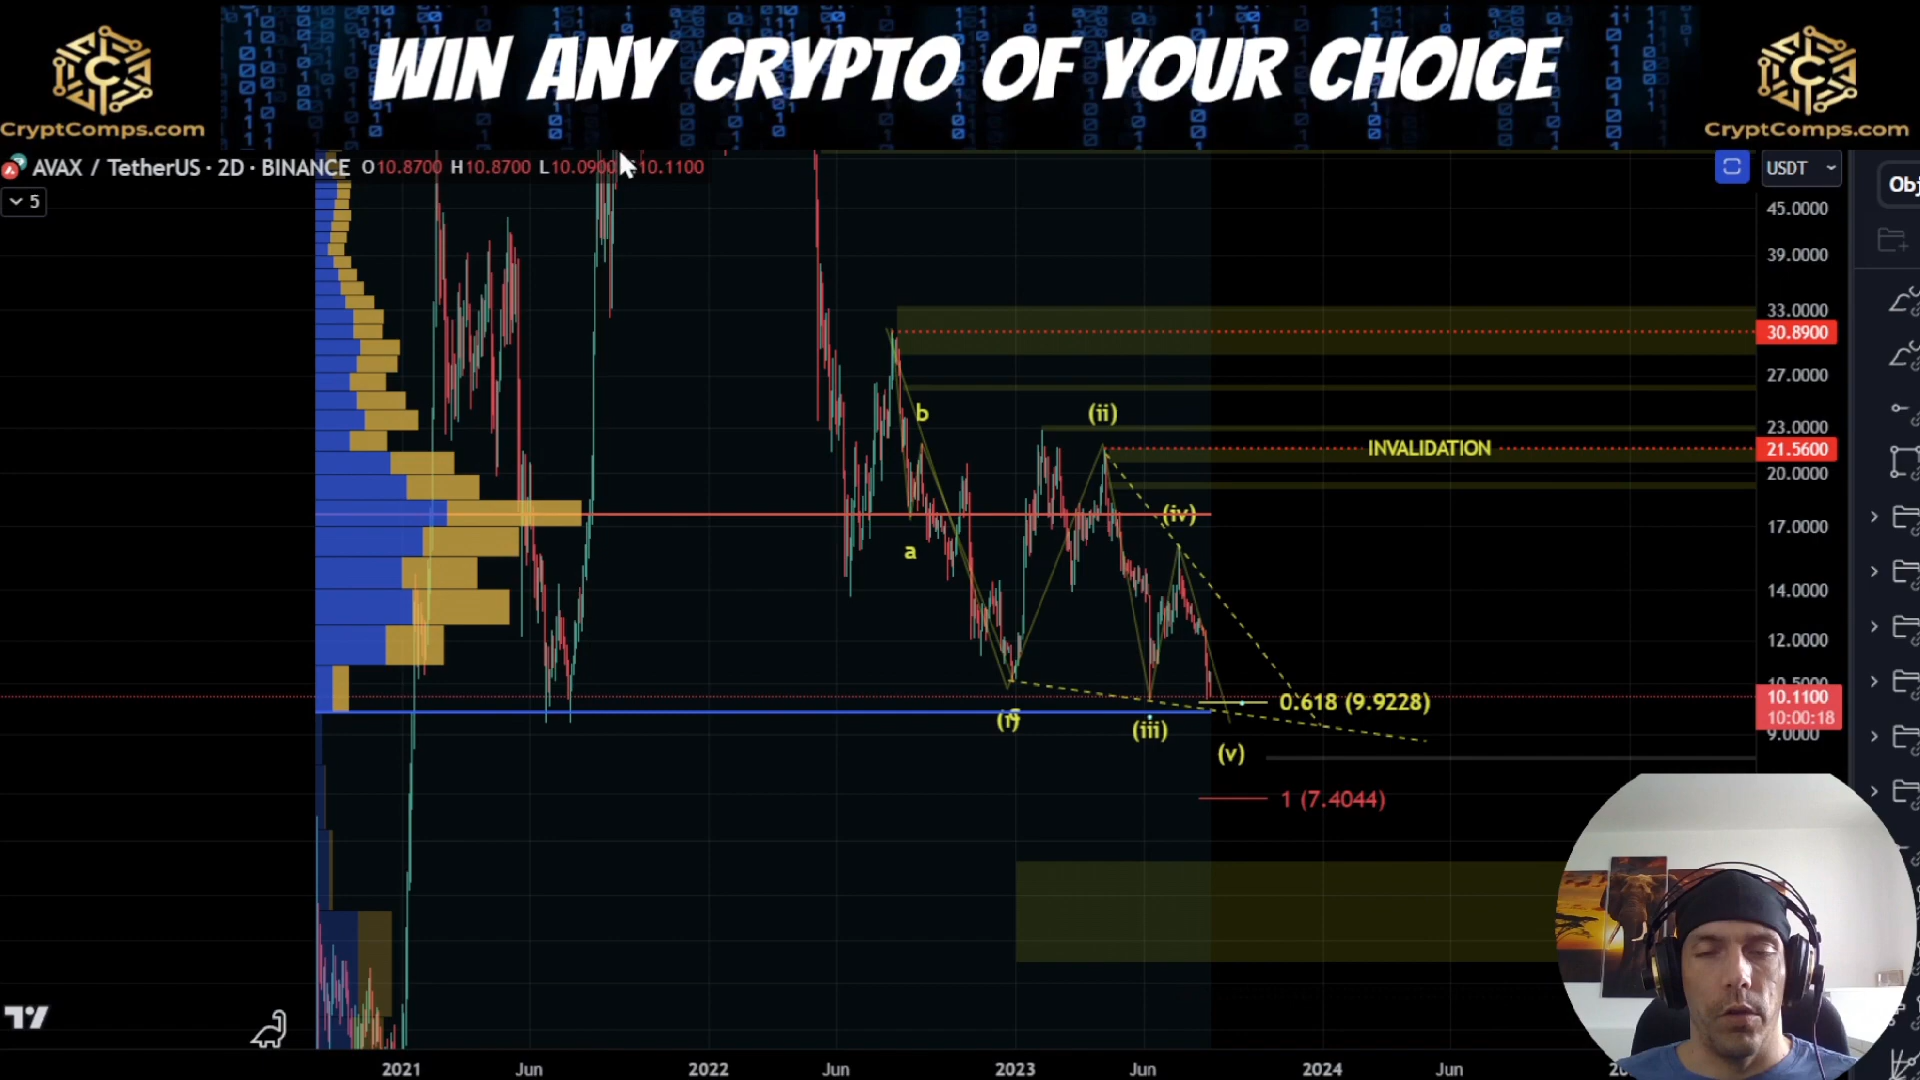 WIN ANY CRYPTO OF YOUR CHOICE
CryptComps.com
CryptComps.com
AVAX / TetherUS · 2D · BINANCE O10.8700 H10.8700 L10.0900 10.1100
USDT
5
45.0000
39.0000
33.0000
30.8900
27.0000
b
(ii)
23.0000
INVALIDATION
21.5600
20.0000
(iv)
17.0000
a
14.0000
12.0000
0.618 (9.9228)
10.1100
10:00:18
(iii)
9.0000
(v)
1 (7.4044)
2021
Jun
2022
Jun
2023
Jun
2024
Jun